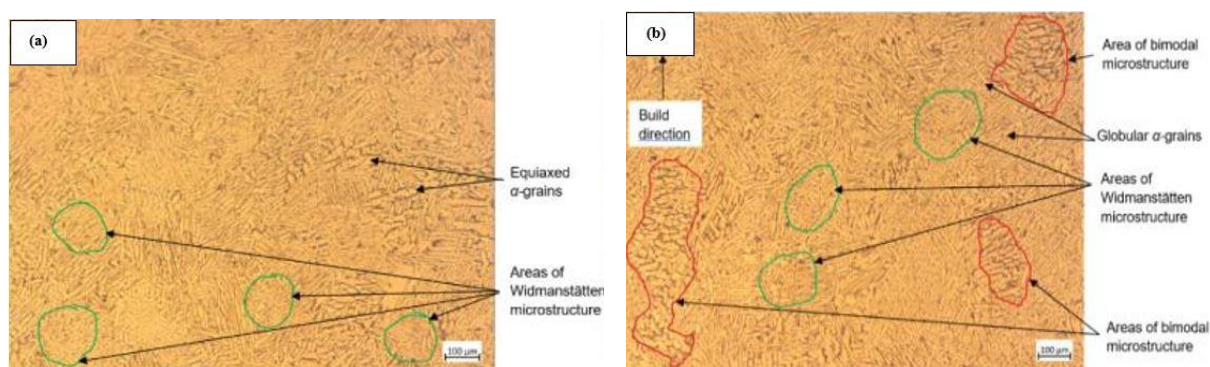 (a)
Equiaxed
α-grains
Areas of
Widmanstätten
microstructure
100 µm
(b)
Build
direction
Area of bimodal
microstructure
Globular α-grains
Areas of
Widmanstätten
microstructure
Areas of bimodal
microstructure
100 µm